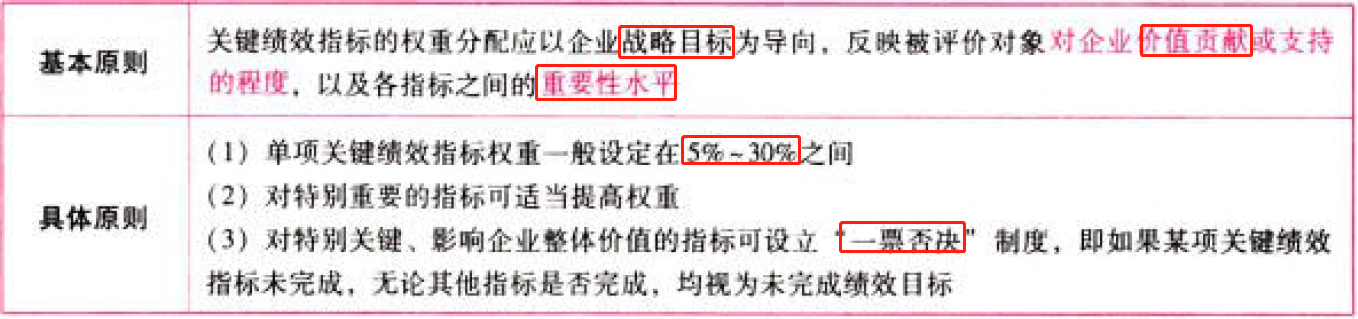 基本原则
关键绩效指标的权重分配应以企业战略目标为导向，反映被评价对象对企业价值贡献或支持
的程度，以及各指标之间的重要性水平
具体原则
（1）单项关键绩效指标权重一般设定在5%~30%之间
（2）对特别重要的指标可适当提高权重
（3）对特别关键、影响企业整体价值的指标可设立“一票否决”制度，即如果某项关键绩效
指标未完成，无论其他指标是否完成，均视为未完成绩效目标